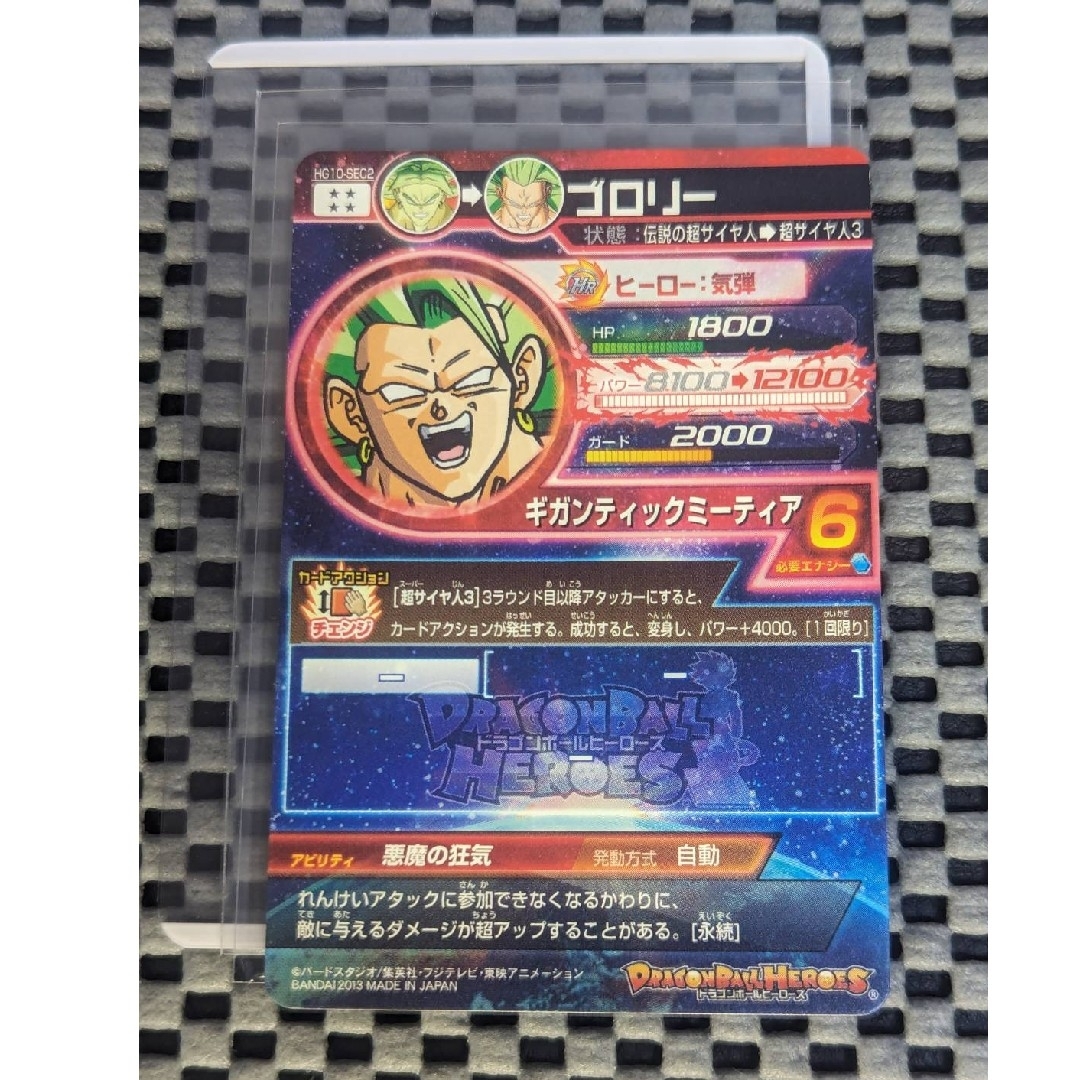 HG10-SEC2
ブロリー
状態：伝説の超サイヤ人➡超サイヤ人3
HR ヒーロー：気弾
HP 1800
パワー 8100➡12100
ガード 2000
ギガンティックミーティア 6
必要エナジー
カードアクション
チェンジ
[超サイヤ人3]3ラウンド目以降アタッカーにすると、
カードアクションが発生する。成功すると、変身し、パワー+4000。[1回限り]
ー [ ー ]
DRAGONBALL
ドラゴンボールヒーローズ
ー
HEROES
アビリティ 悪魔の狂気 発動方式 自動
れんけいアタックに参加できなくなるかわりに、
敵に与えるダメージが超アップすることがある。[永続]
©バードスタジオ/集英社・フジテレビ・東映アニメーション
BANDAI 2013 MADE IN JAPAN
DRAGONBALL HEROES®
ドラゴンボールヒーローズ